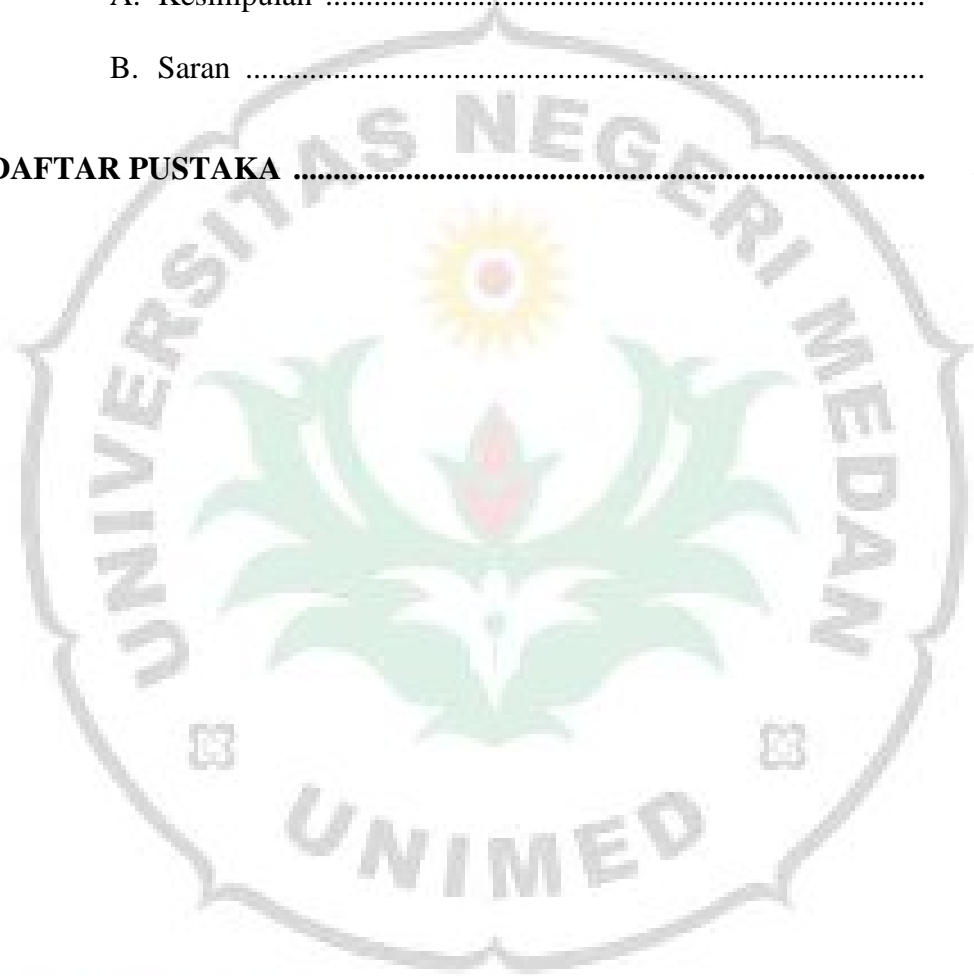 A. Kesimpulan ...........................................................................
B. Saran .....................................................................................
DAFTAR PUSTAKA ...............................................................................
UNIVERSITAS NEGERI MEDAN
UNIMED